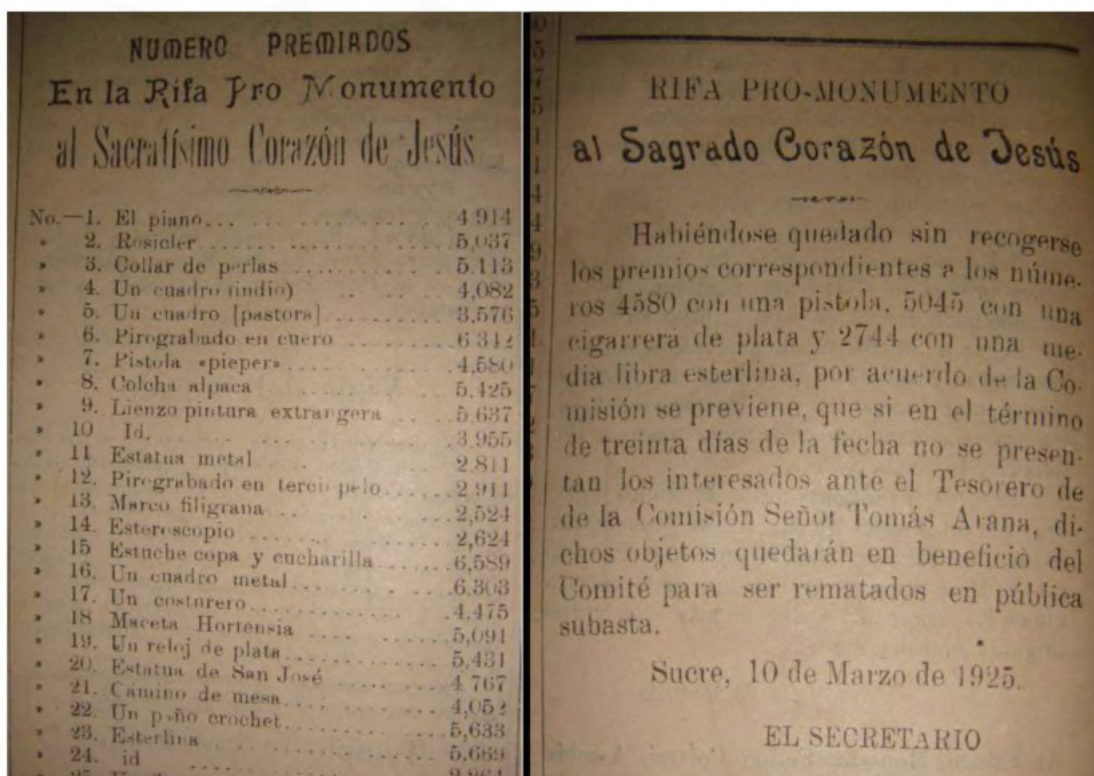 NUMERO PREMIADOS
En la Rifa Pro Monumento
al Sacratísimo Corazón de Jesús
No.—1. El piano... 4.914
» 2. Rosicler ... 5,037
» 3. Collar de perlas ... 5.113
» 4. Un cuadro (indio) ... 4,082
» 5. Un cuadro [pastora] ... 3,576
» 6. Pirograbado en cuero ... 6 312
» 7. Pistola «pieper» ... 4,580
» 8. Colcha alpaca ... 5,425
» 9. Lienzo pintura extrangera ... 5.637
» 10 Id. ... 3.955
» 11 Estatua metal ... 2.811
» 12. Pirograbado en terciopelo ... 2 911
» 13. Marco filigrana ... 2,524
» 14. Esteroscopio ... 2,624
» 15 Estuche copa y cucharilla ... 6,589
» 16. Un cuadro metal ... 6.303
» 17. Un costurero ... 4.475
» 18 Maceta Hortensia ... 5,091
» 19. Un reloj de plata ... 5,431
» 20. Estatua de San José ... 4 767
» 21. Camino de mesa ... 4,052
» 22. Un paño crochet ... 5,633
» 23. Esterlina ... 5,669
» 24. id
RIFA PRO-MONUMENTO
al Sagrado Corazón de Jesús
Habiéndose quedado sin recogerse
los premios correspondientes a los núme-
ros 4580 con una pistola, 5045 con una
cigarrera de plata y 2744 con una me-
dia libra esterlina, por acuerdo de la Co-
misión se previene, que si en el término
de treinta días de la fecha no se presen-
tan los interesados ante el Tesorero de
de la Comisión Señor Tomás Arana, di-
chos objetos quedarán en beneficio del
Comité para ser rematados en pública
subasta.
Sucre, 10 de Marzo de 1925.
EL SECRETARIO